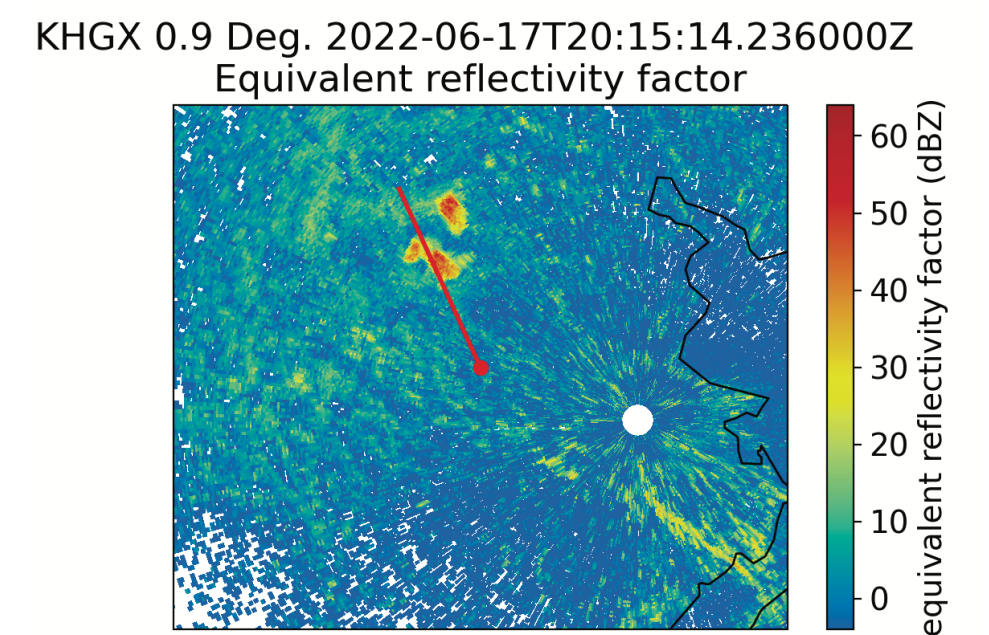 KHGX 0.9 Deg. 2022-06-17T20:15:14.236000Z
Equivalent reflectivity factor
60
50
40
30
20
10
0
equivalent reflectivity factor (dBZ)